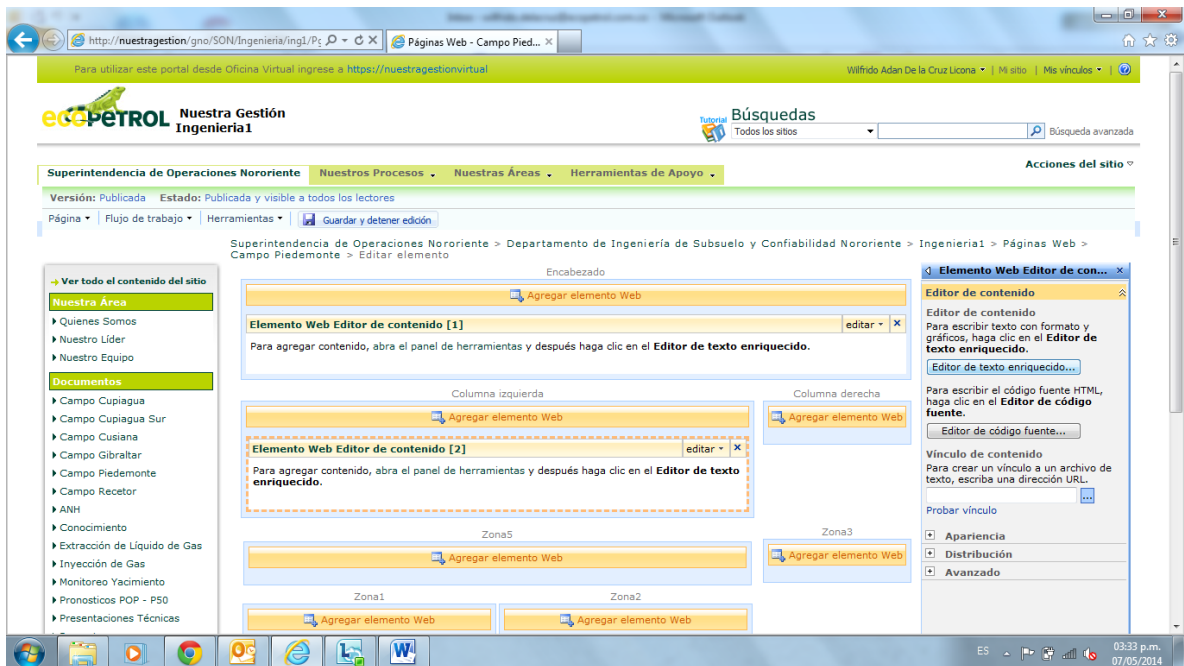 http://nuestragestion/gno/SON/Ingenieria/ing1/Pç
Páginas Web - Campo Pied...
Para utilizar este portal desde Oficina Virtual ingrese a https://nuestragestionvirtual
Wilfrido Adan De la Cruz Licona | Mi sitio | Mis vínculos |
ecopetrol
Nuestra Gestión
Ingenieria1
Tutorial
Búsquedas
Todos los sitios
Búsqueda avanzada
Acciones del sitio
Superintendencia de Operaciones Nororiente Nuestros Procesos Nuestras Áreas Herramientas de Apoyo
Versión: Publicada Estado: Publicada y visible a todos los lectores
Página Flujo de trabajo Herramientas Guardar y detener edición
Superintendencia de Operaciones Nororiente > Departamento de Ingeniería de Subsuelo y Confiabilidad Nororiente > Ingenieria1 > Páginas Web >
Campo Piedemonte > Editar elemento
Ver todo el contenido del sitio
Nuestra Área
Quienes Somos
Nuestro Líder
Nuestro Equipo
Documentos
Campo Cupiagua
Campo Cupiagua Sur
Campo Cusiana
Campo Gibraltar
Campo Piedemonte
Campo Recetor
ANH
Conocimiento
Extracción de Líquido de Gas
Inyección de Gas
Monitoreo Yacimiento
Pronosticos POP - P50
Presentaciones Técnicas
Encabezado
Agregar elemento Web
Elemento Web Editor de contenido [1]
editar
Para agregar contenido, abra el panel de herramientas y después haga clic en el Editor de texto enriquecido.
Columna izquierda
Agregar elemento Web
Columna derecha
Agregar elemento Web
Elemento Web Editor de contenido [2]
editar
Para agregar contenido, abra el panel de herramientas y después haga clic en el Editor de texto
enriquecido.
Zona5
Agregar elemento Web
Zona3
Agregar elemento Web
Zona1
Agregar elemento Web
Zona2
Agregar elemento Web
Elemento Web Editor de con...
Editor de contenido
Editor de contenido
Para escribir texto con formato y
gráficos, haga clic en el Editor de
texto enriquecido.
Editor de texto enriquecido...
Para escribir el código fuente HTML,
haga clic en el Editor de código
fuente.
Editor de código fuente...
Vínculo de contenido
Para crear un vínculo a un archivo de
texto, escriba una dirección URL.
...
Probar vínculo
Apariencia
Distribución
Avanzado
ES
03:33 p.m.
07/05/2014